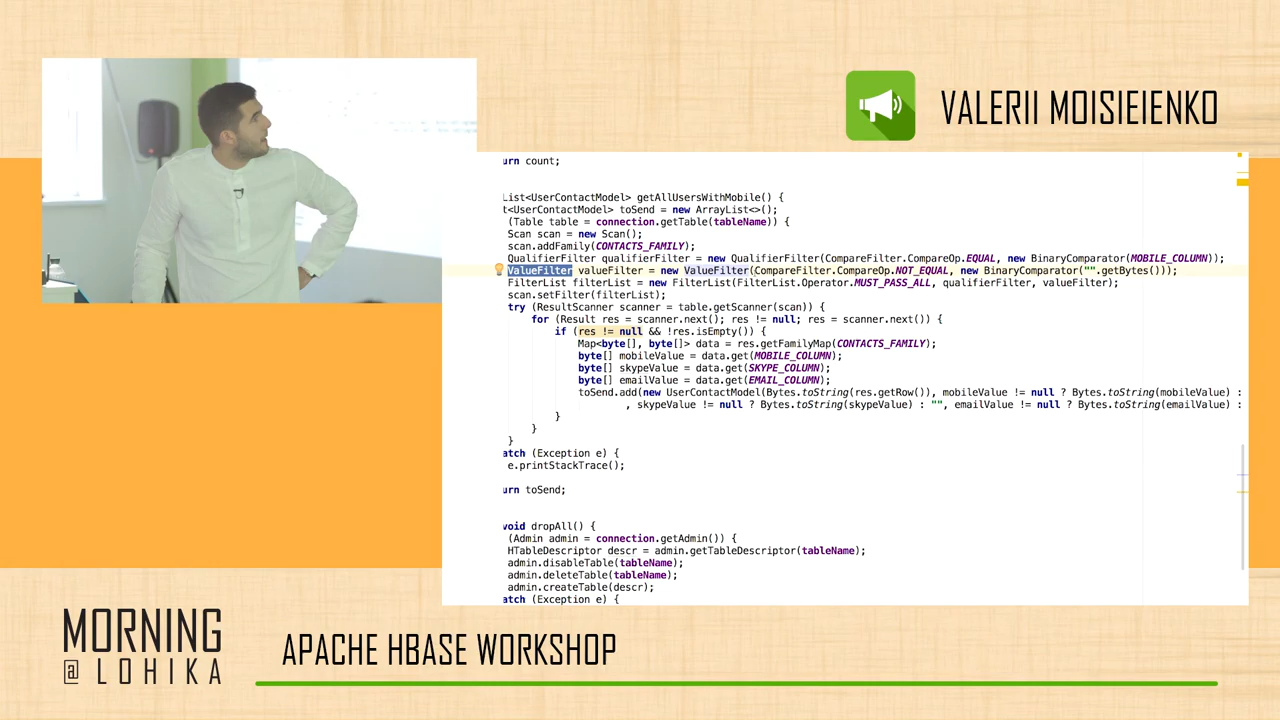 VALERII MOISIEIENKO
urn count;
List<UserContactModel> getAllUsersWithMobile() {
t<UserContactModel> toSend = new ArrayList<>();
(Table table = connection.getTable(tableName)) {
Scan scan = new Scan();
scan.addFamily(CONTACTS_FAMILY);
QualifierFilter qualifierFilter = new QualifierFilter(CompareFilter.CompareOp.EQUAL, new BinaryComparator(MOBILE_COLUMN));
ValueFilter valueFilter = new ValueFilter(CompareFilter.CompareOp.NOT_EQUAL, new BinaryComparator("".getBytes()));
FilterList filterList = new FilterList(FilterList.Operator.MUST_PASS_ALL, qualifierFilter, valueFilter);
scan.setFilter(filterList);
try (ResultScanner scanner = table.getScanner(scan)) {
for (Result res = scanner.next(); res != null; res = scanner.next()) {
if (res != null && !res.isEmpty()) {
Map<byte[], byte[]> data = res.getFamilyMap(CONTACTS_FAMILY);
byte[] mobileValue = data.get(MOBILE_COLUMN);
byte[] skypeValue = data.get(SKYPE_COLUMN);
byte[] emailValue = data.get(EMAIL_COLUMN);
toSend.add(new UserContactModel(Bytes.toString(res.getRow()), mobileValue != null ? Bytes.toString(mobileValue) :
, skypeValue != null ? Bytes.toString(skypeValue) : "", emailValue != null ? Bytes.toString(emailValue) :
}
}
}
atch (Exception e) {
e.printStackTrace();
urn toSend;
void dropAll() {
(Admin admin = connection.getAdmin()) {
HTableDescriptor descr = admin.getTableDescriptor(tableName);
admin.disableTable(tableName);
admin.deleteTable(tableName);
admin.createTable(descr);
atch (Exception e) {
MORNING
@ LOHIKA
APACHE HBASE WORKSHOP